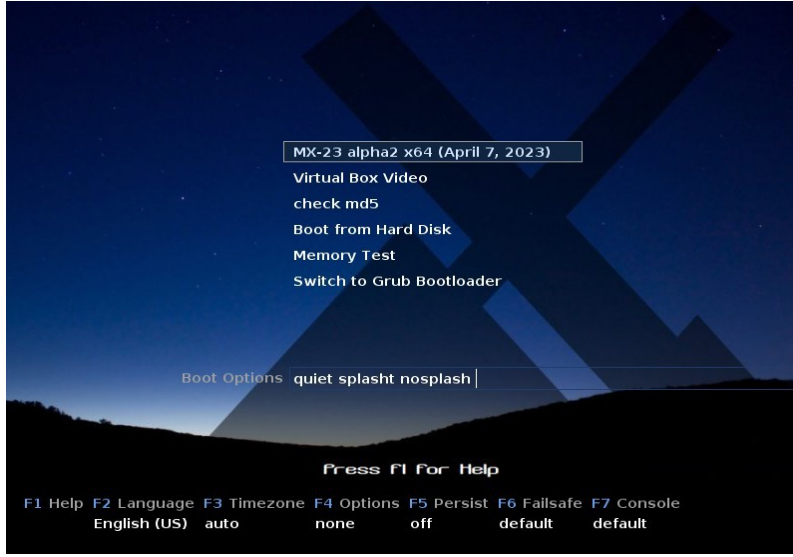 MX-23 alpha2 x64 (April 7, 2023)
Virtual Box Video
check md5
Boot from Hard Disk
Memory Test
Switch to Grub Bootloader
Boot Options quiet splasht nosplash
Press F1 for Help
F1 Help F2 Language F3 Timezone F4 Options F5 Persist F6 Failsafe F7 Console
English (US) auto none off default default